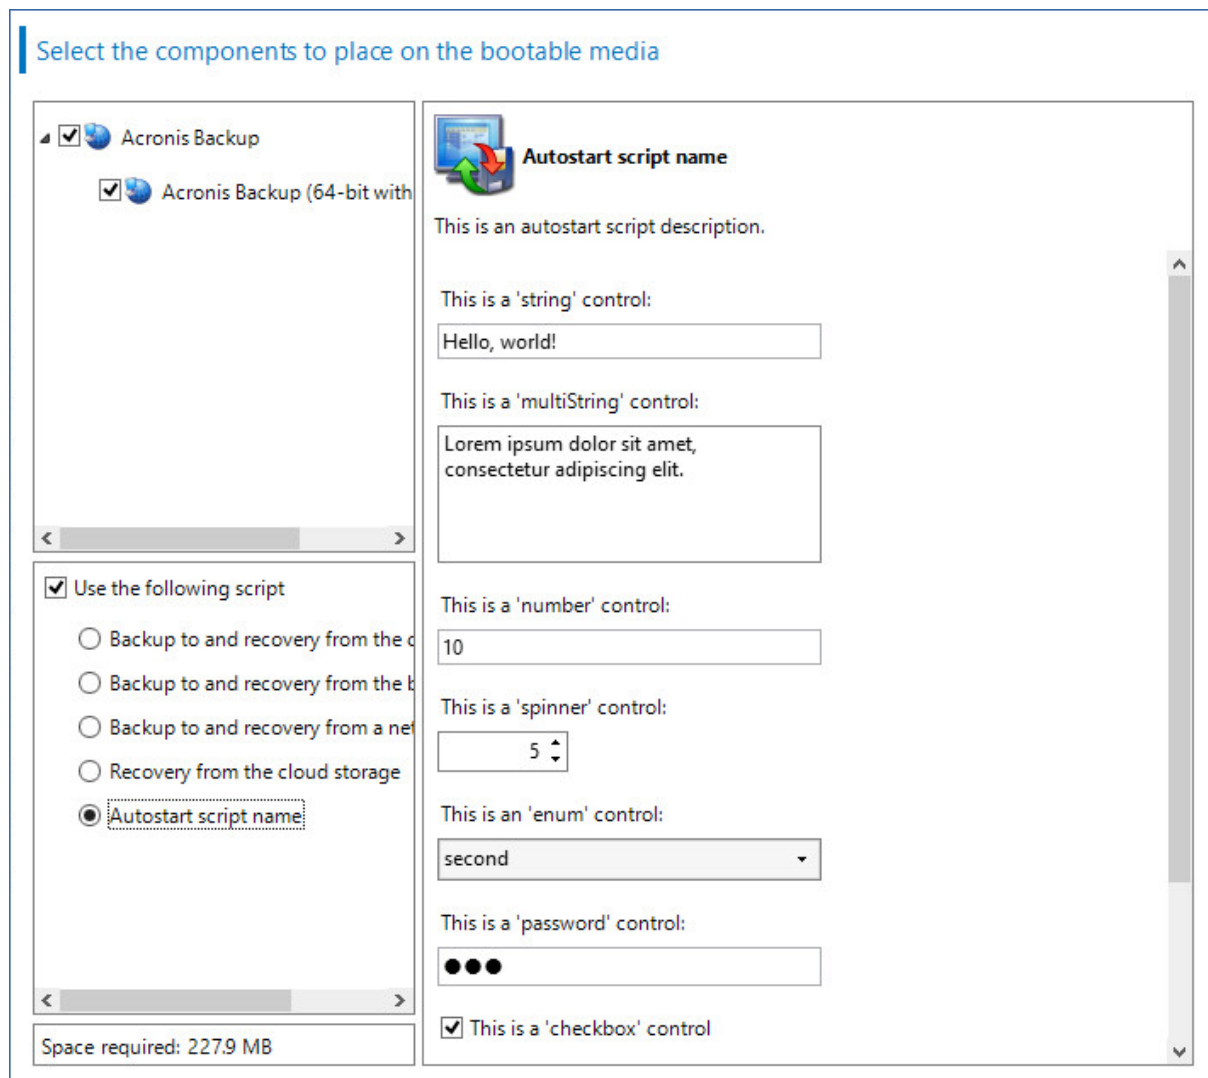 Select the components to place on the bootable media
Acronis Backup
Acronis Backup (64-bit with
Use the following script
Backup to and recovery from the
Backup to and recovery from the
Backup to and recovery from a
Recovery from the cloud storage
Autostart script name
Space required: 227.9 MB
Autostart script name
This is an autostart script description.
This is a 'string' control:
Hello, world!
This is a 'multiString' control:
Lorem ipsum dolor sit amet,
consectetur adipiscing elit.
This is a 'number' control:
10
This is a 'spinner' control:
5
This is an 'enum' control:
second
This is a 'password' control:
●●●
This is a 'checkbox' control